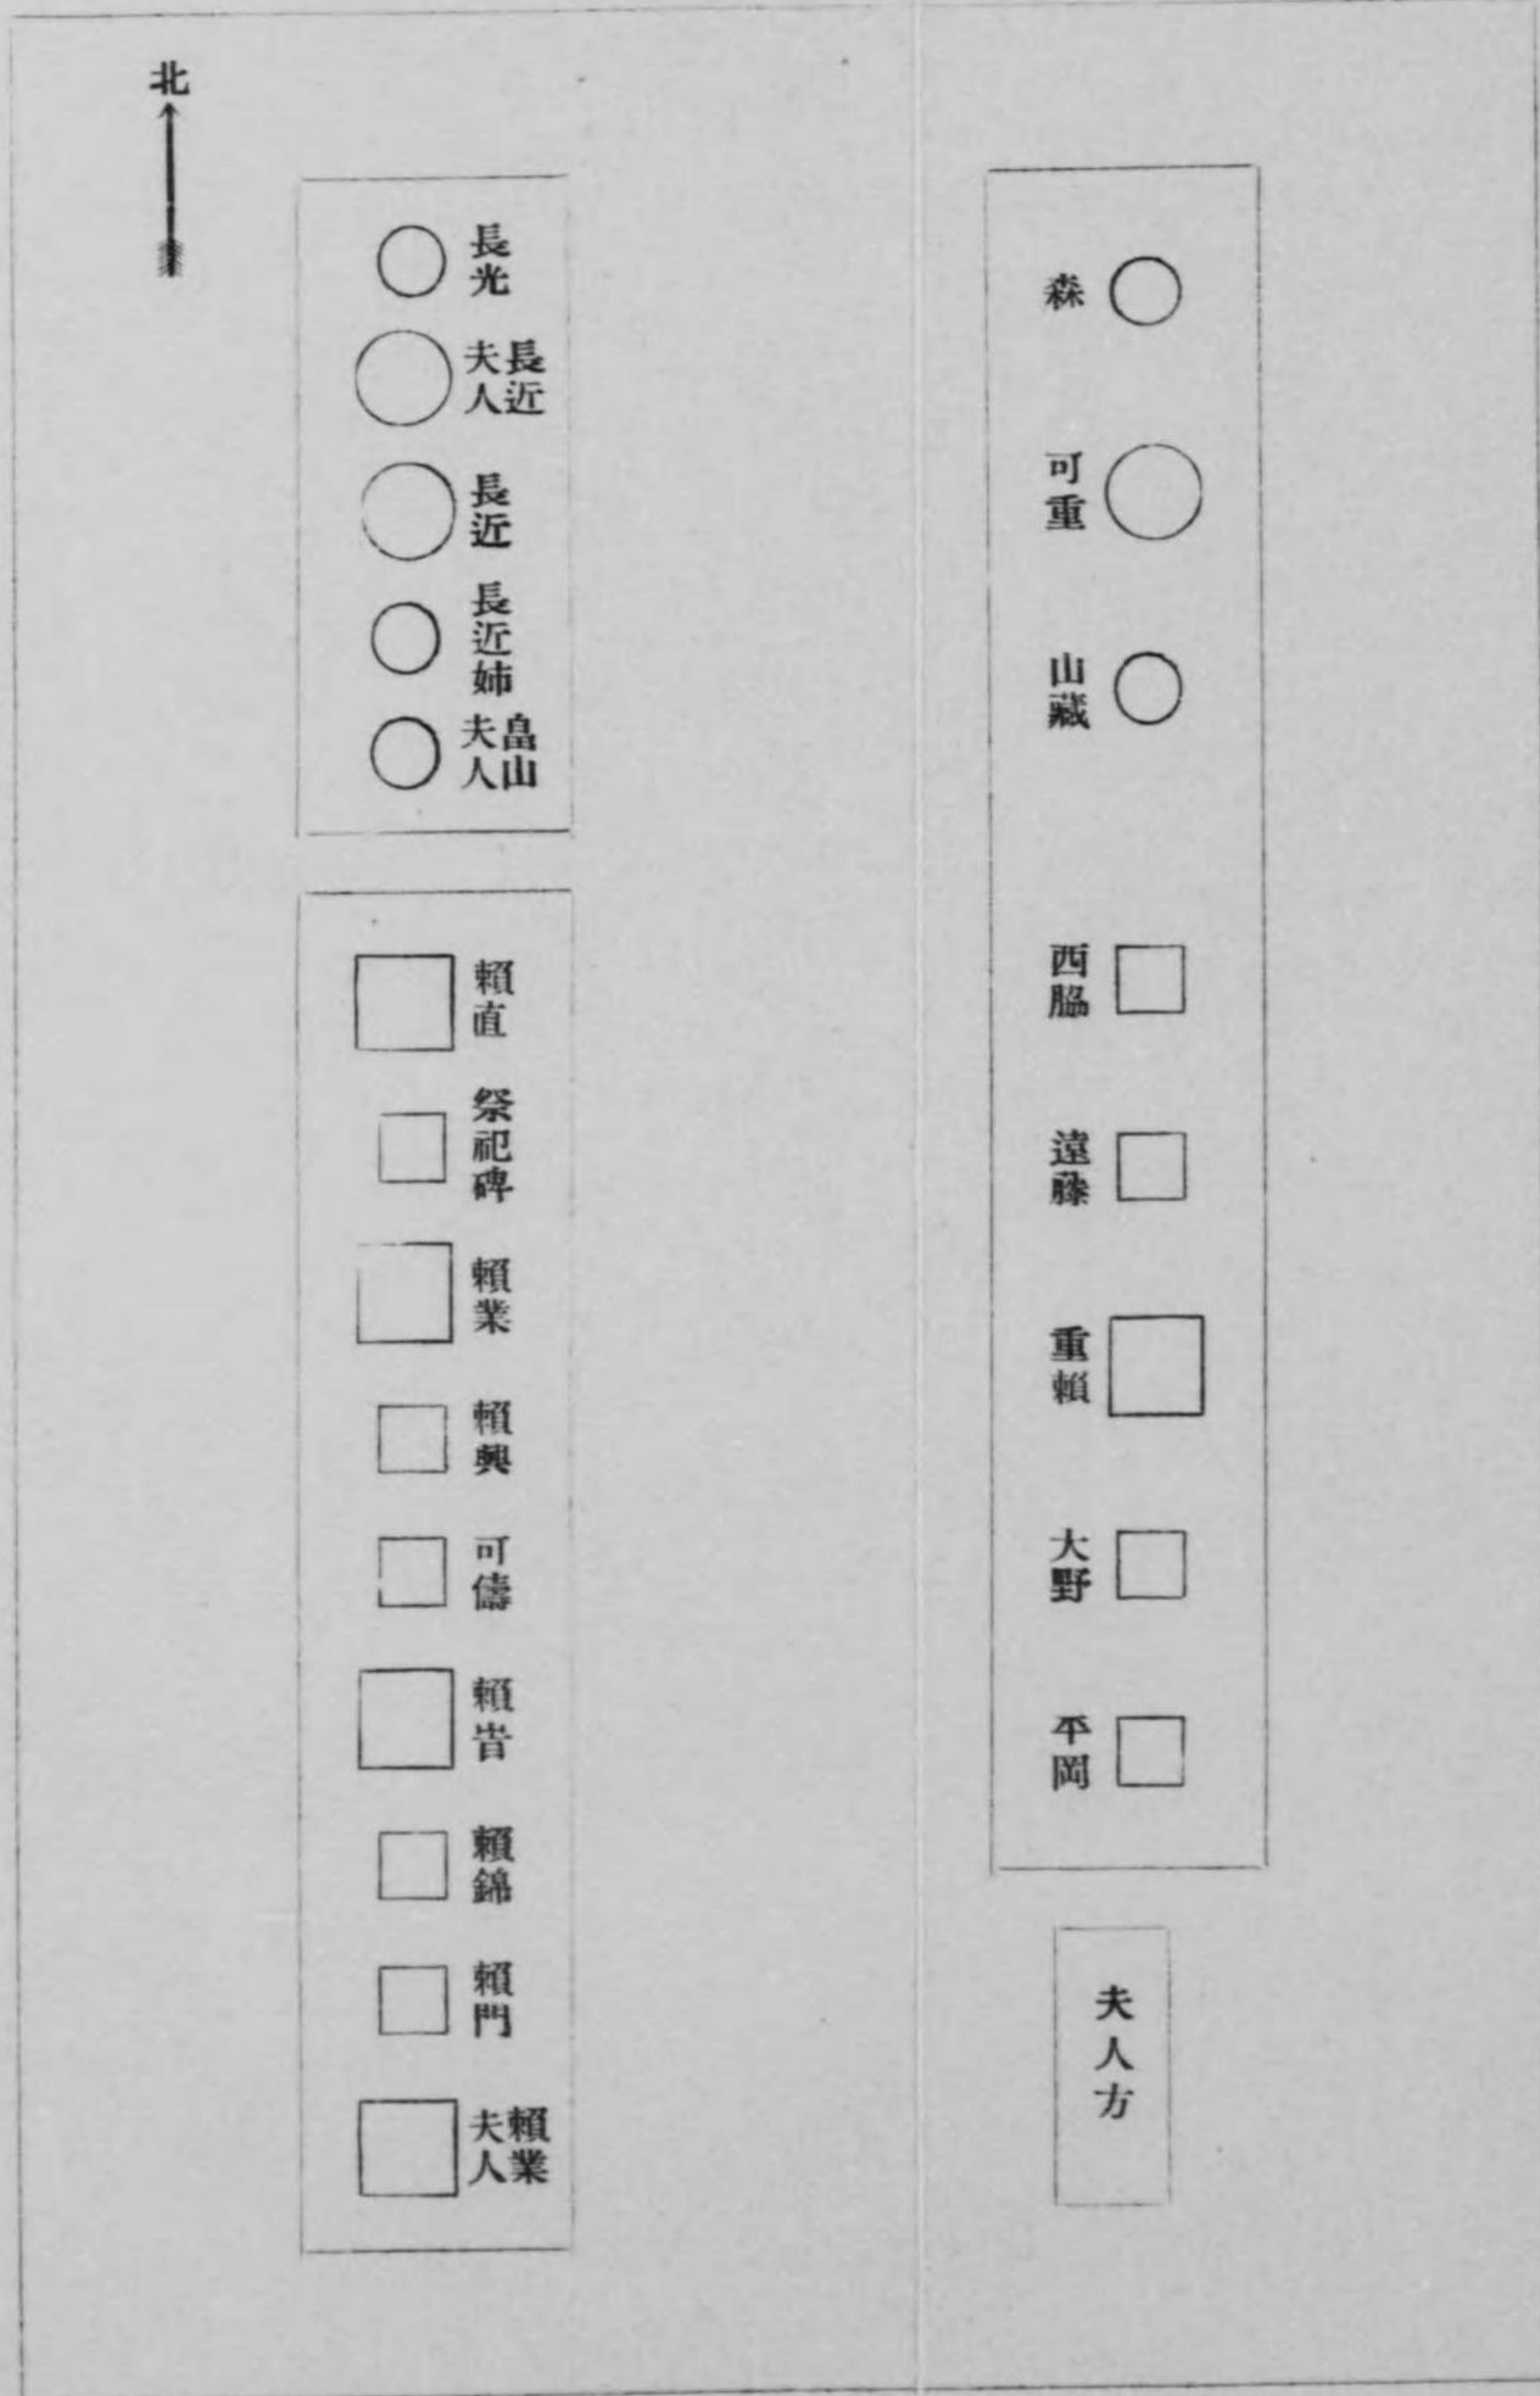 北
森
可重
山藏
西脇
遠藤
重頼
大野
平岡
夫人方
長光
長近
夫人
長近
長近姉
畠山
夫人
賴直
祭祀碑
賴業
賴興
可儔
賴旹
賴錦
賴門
賴業
夫人